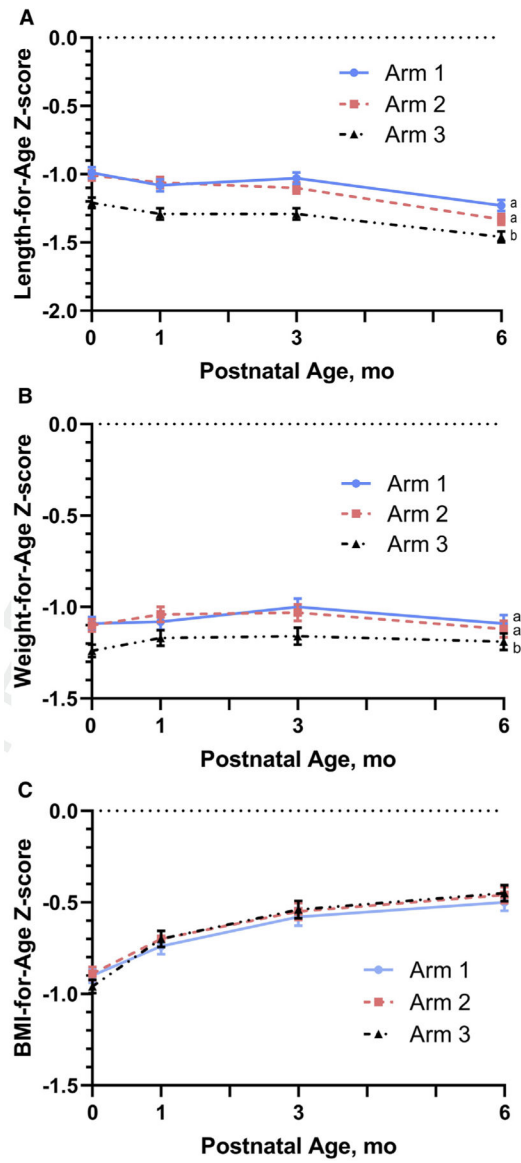 A
Length-for-Age Z-score
0.0
-0.5
-1.0
-1.5
-2.0
Arm 1
Arm 2
Arm 3
a
a
b
0 1 3 6
Postnatal Age, mo
B
Weight-for-Age Z-score
0.0
-0.5
-1.0
-1.5
Arm 1
Arm 2
Arm 3
a
a
b
0 1 3 6
Postnatal Age, mo
C
BMI-for-Age Z-score
0.0
-0.5
-1.0
-1.5
Arm 1
Arm 2
Arm 3
0 1 3 6
Postnatal Age, mo